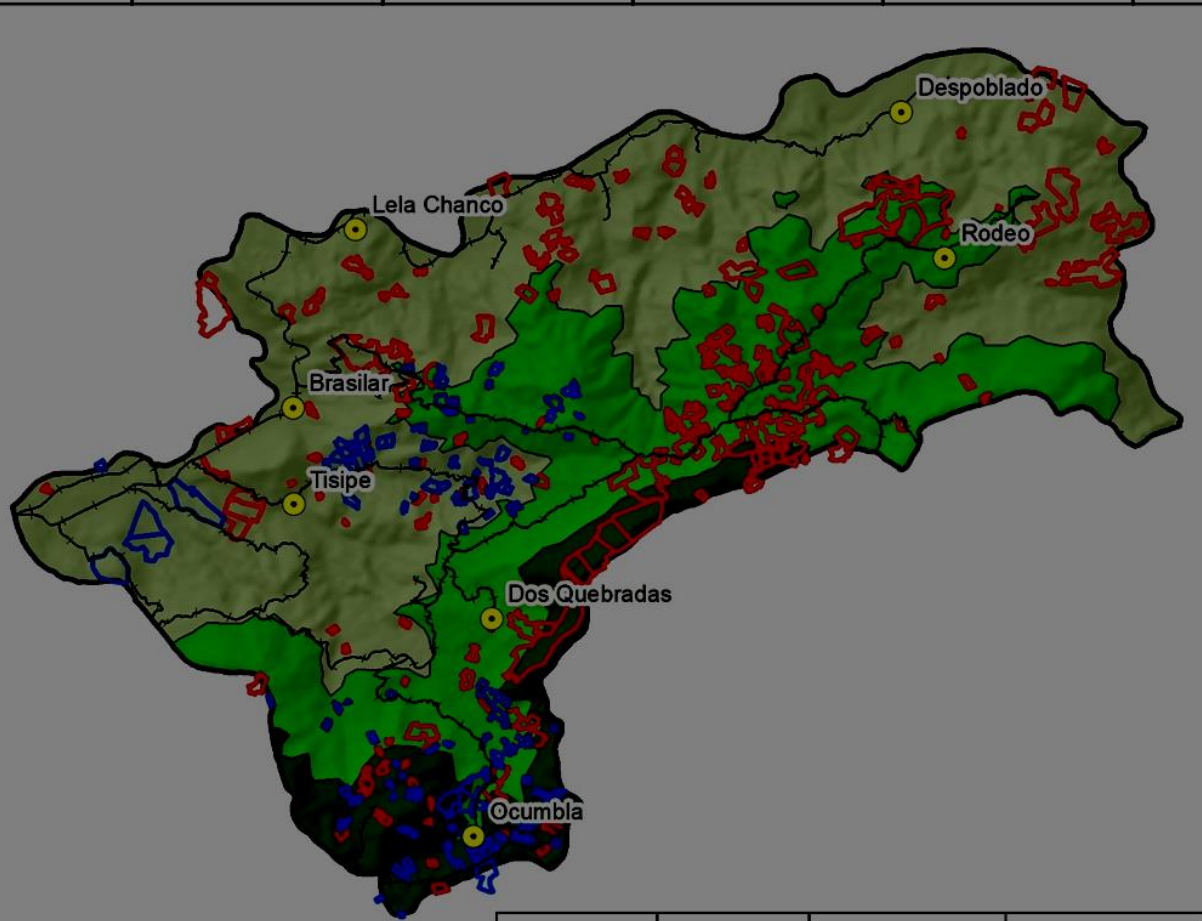 Despoblado
Lela Chanco
Rodeo
Brasilar
Tisipe
Dos Quebradas
Ocumbla